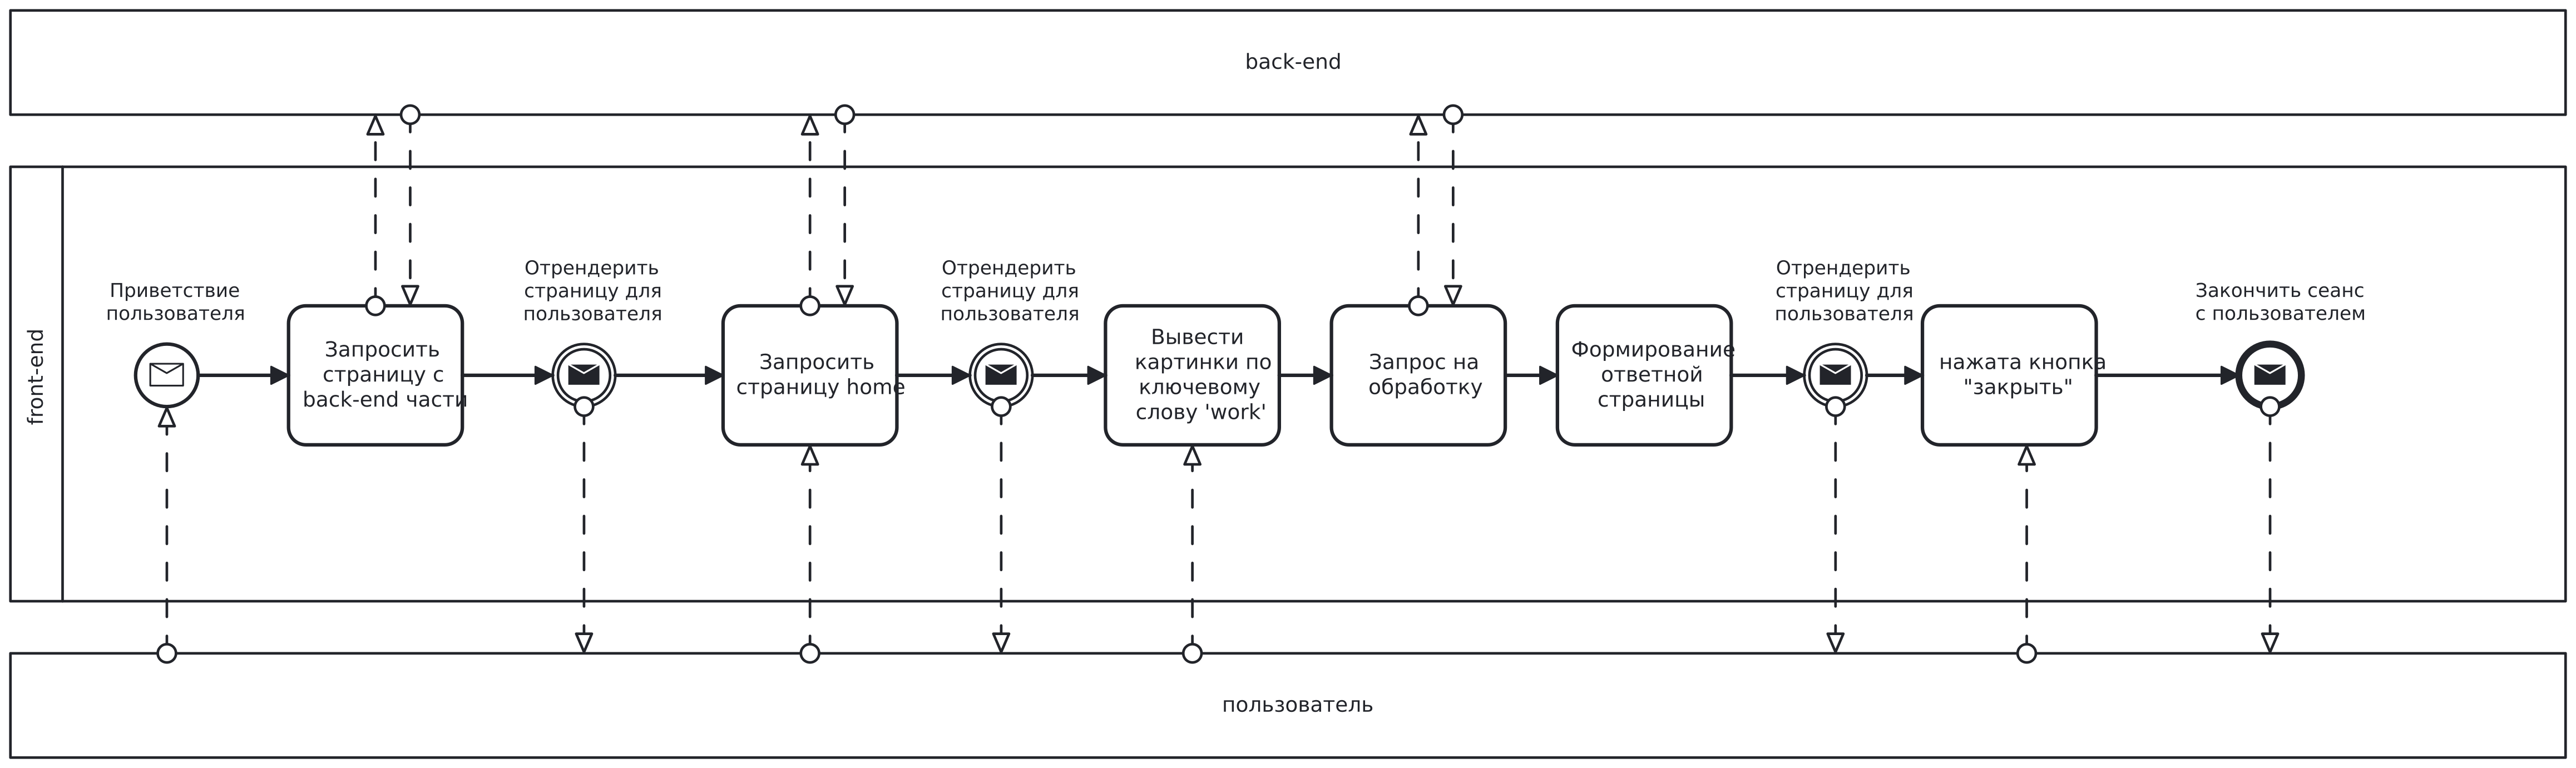 back-end
front-end
Приветствие
пользователя
Запросить
страницу с
back-end части
Отрендерить
страницу для
пользователя
Запросить
страницу home
Отрендерить
страницу для
пользователя
Вывести
картинки по
ключевому
слову 'work'
Запрос на
обработку
Формирование
ответной
страницы
Отрендерить
страницу для
пользователя
нажата кнопка
"закрыть"
Закончить сеанс
с пользователем
пользователь